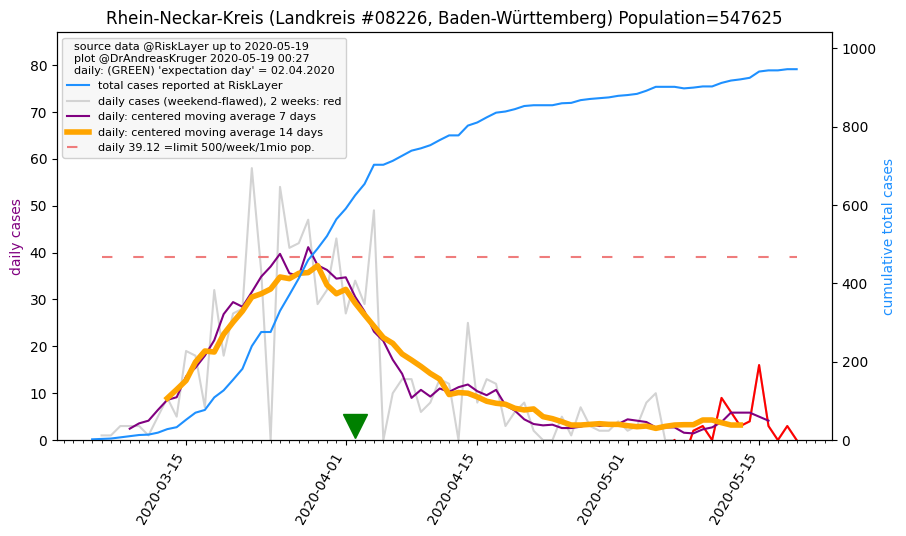 Rhein-Neckar-Kreis (Landkreis #08226, Baden-Württemberg) Population=547625
source data @RiskLayer up to 2020-05-19
plot @DrAndreasKruger 2020-05-19 00:27
daily: (GREEN) 'expectation day' = 02.04.2020
total cases reported at RiskLayer
daily cases (weekend-flawed), 2 weeks: red
daily: centered moving average 7 days
daily: centered moving average 14 days
daily 39.12 =limit 500/week/1mio pop.
daily cases
80
70
60
50
40
30
20
10
0
1000
800
600
400
200
0
cumulative total cases
2020-03-15
2020-04-01
2020-04-15
2020-05-01
2020-05-15